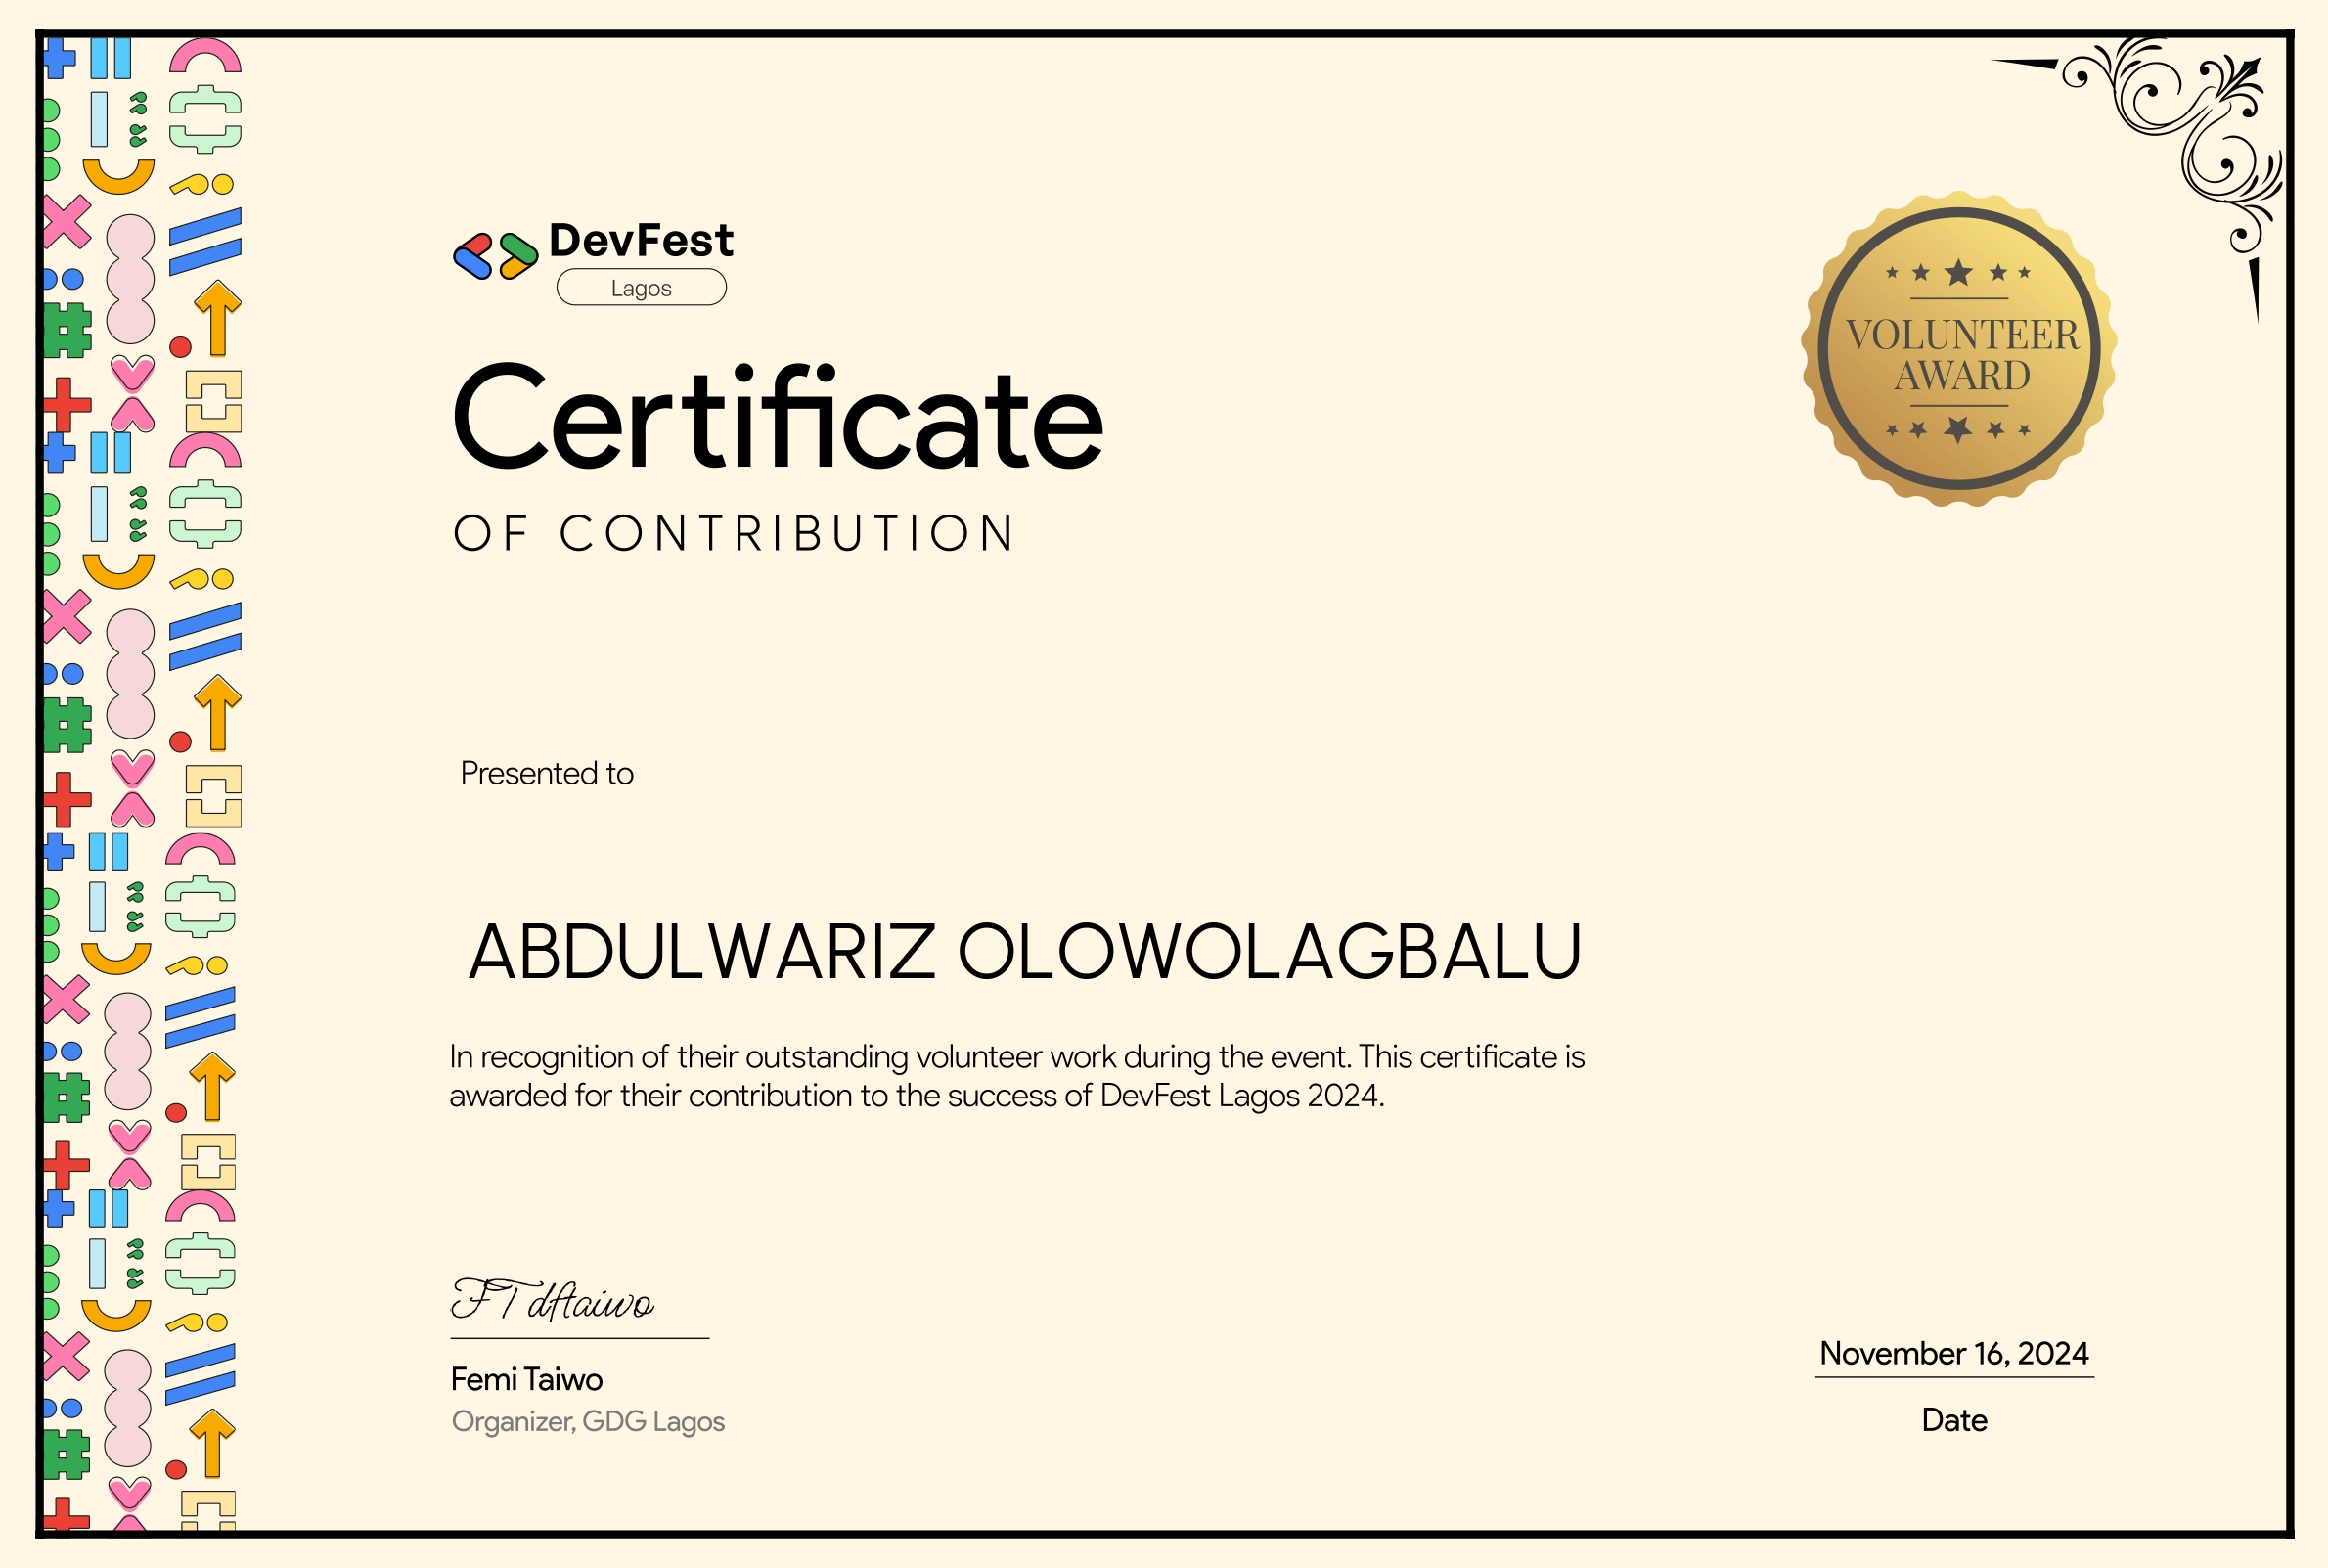 DevFest
Lagos
VOLUNTEER
AWARD
Certificate
OF CONTRIBUTION
Presented to
ABDULWARIZ OLOWOLAGBALU
In recognition of their outstanding volunteer work during the event. This certificate is
awarded for their contribution to the success of DevFest Lagos 2024.
FT dftaiwo
Femi Taiwo
Organizer, GDG Lagos
November 16, 2024
Date